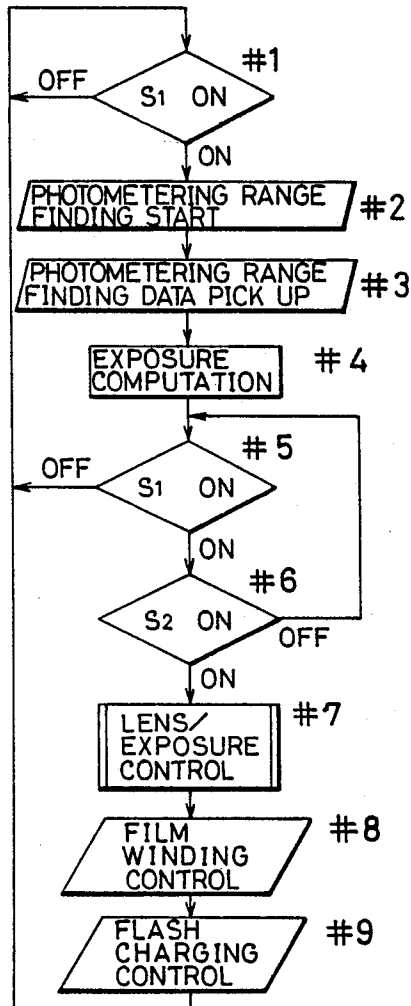 #1
OFF
S1 ON
ON
PHOTOMETERING RANGE
FINDING START
#2
PHOTOMETERING RANGE
FINDING DATA PICK UP
#3
EXPOSURE
COMPUTATION
#4
#5
OFF
S1 ON
ON
#6
S2 ON
OFF
ON
LENS/
EXPOSURE
CONTROL
#7
FILM
WINDING
CONTROL
#8
FLASH
CHARGING
CONTROL
#9